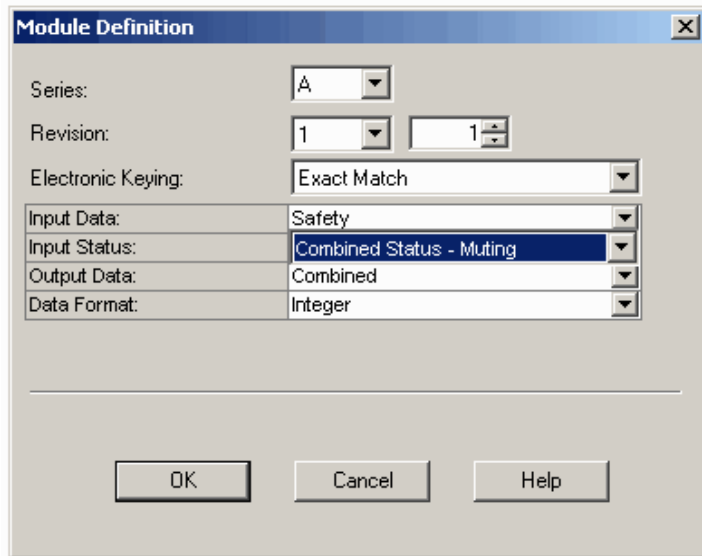 Module Definition
Series: A
Revision: 1 1
Electronic Keying: Exact Match
Input Data: Safety
Input Status: Combined Status - Muting
Output Data: Combined
Data Format: Integer
OK Cancel Help